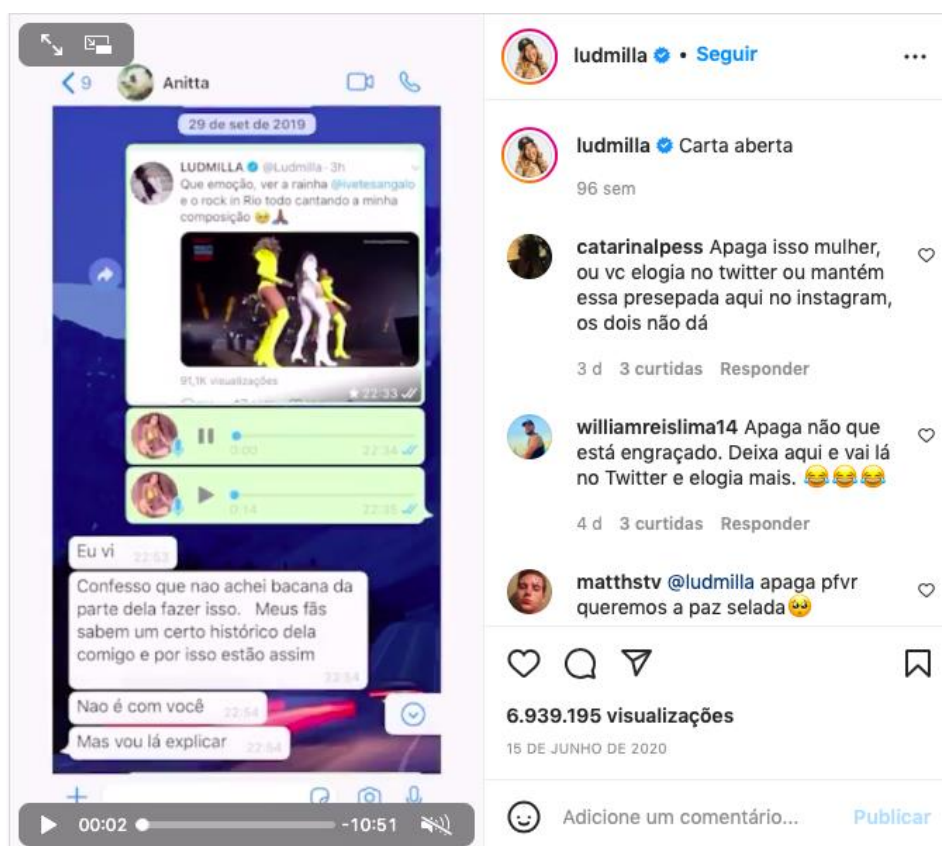 9
Anitta
29 de set de 2019
LUDMILLA @Ludmilla · 3h
Que emoção, ver a rainha @ivetesangalo
e o rock in Rio todo cantando a minha
composição
91,1K visualizações
22:33
0:00
22:34
0:14
22:35
Eu vi
22:53
Confesso que nao achei bacana da
parte dela fazer isso. Meus fãs
sabem um certo histórico dela
comigo e por isso estão assim
22:54
Nao é com você
22:54
Mas vou lá explicar
22:54
00:02
-10:51
ludmilla • Seguir
ludmilla Carta aberta
96 sem
catarinalpess Apaga isso mulher,
ou vc elogia no twitter ou mantém
essa presepada aqui no instagram,
os dois não dá
3 d 3 curtidas Responder
williamreislima14 Apaga não que
está engraçado. Deixa aqui e vai lá
no Twitter e elogia mais. 😂😂😂
4 d 3 curtidas Responder
matthstv @ludmilla apaga pfvr
queremos a paz selada🥺
6.939.195 visualizações
15 DE JUNHO DE 2020
Adicione um comentário...
Publicar